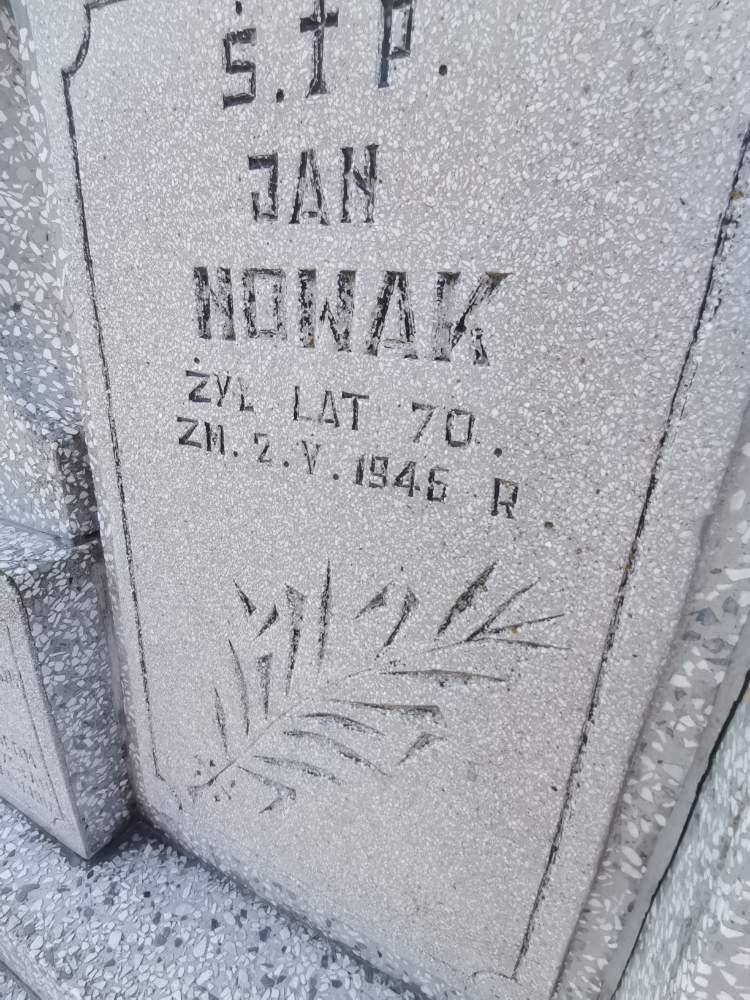 Ś.†P.
JAN
NOWAK
ŻYŁ LAT 70.
ZM. 2.V.1946 R.